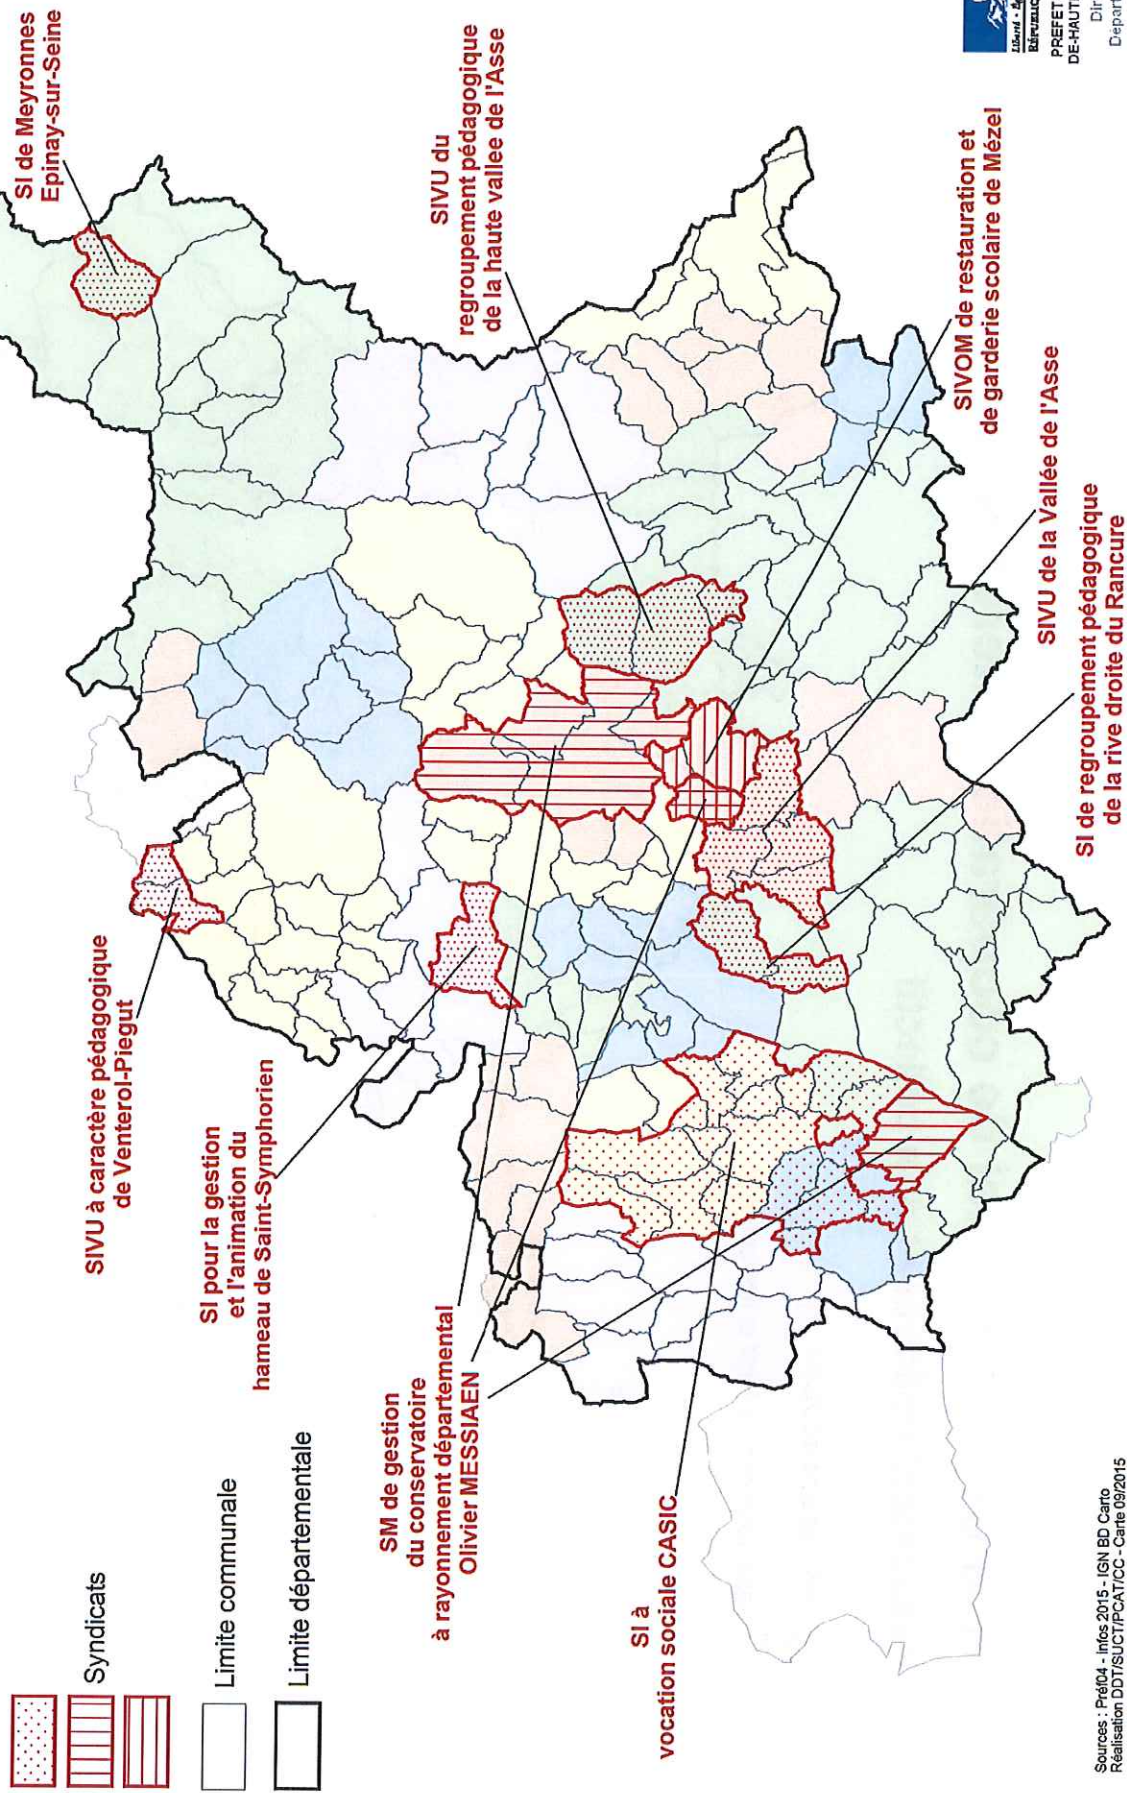 SI de Meyronnes
Epinay-sur-Seine
SIVU du
regroupement pédagogique
de la haute vallee de l'Asse
SIVOM de restauration et
de garderie scolaire de Mézel
SIVU de la Vallée de l'Asse
SI de regroupement pédagogique
de la rive droite du Rancure
SIVU à caractère pédagogique
de Venterol-Piegut
SI pour la gestion
et l'animation du
hameau de Saint-Symphorien
SM de gestion
du conservatoire
à rayonnement départemental
Olivier MESSIAEN
SI à
vocation sociale CASIC
Syndicats
Limite communale
Limite départementale
Sources : Préf04 - Infos 2015 - IGN BD Carto
Réalisation DDT/SUCT/PCAT/CC - Carte 09/2015
PREFET
DE-HAUT
Dir
Départ